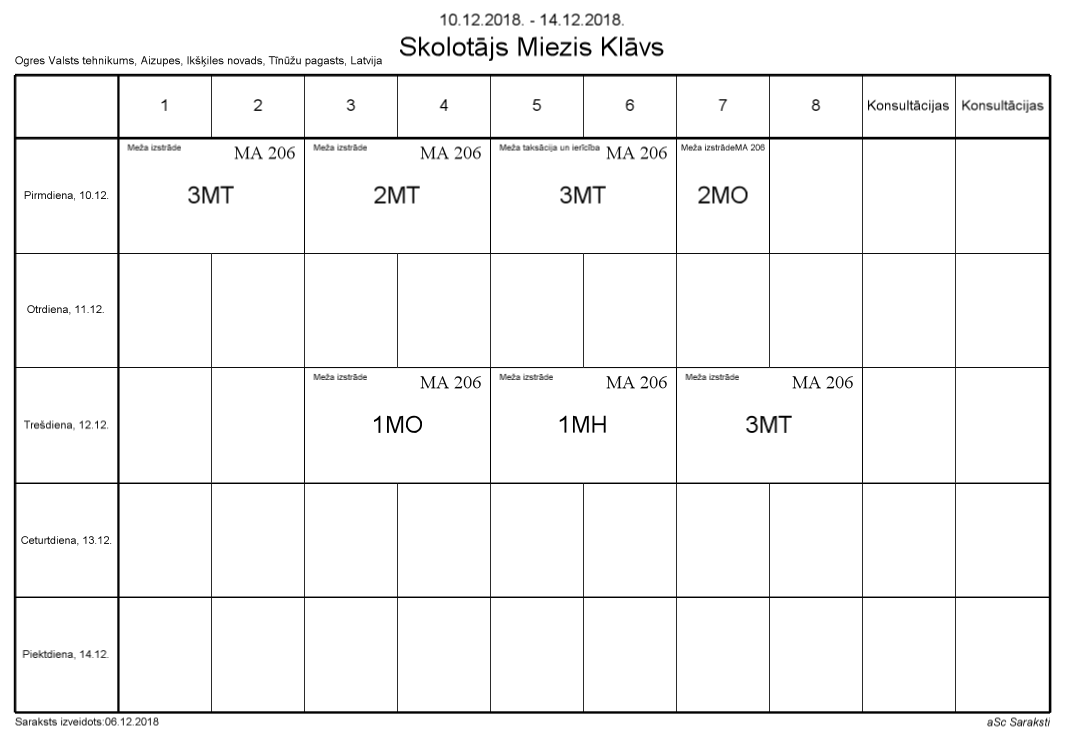 10.12.2018. - 14.12.2018.
Skolotājs Miezis Klāvs
Ogres Valsts tehnikums, Aizupes, Ikšķiles novads, Tīnūžu pagasts, Latvija
1 2 3 4 5 6 7 8 Konsultācijas Konsultācijas
Meža izstrāde MA 206 Meža izstrāde MA 206 Meža taksācija un ierīcība MA 206 Meža izstrādeMA 206
Pirmdiena, 10.12. 3MT 2MT 3MT 2MO
Otrdiena, 11.12.
Meža izstrāde MA 206 Meža izstrāde MA 206 Meža izstrāde MA 206
Trešdiena, 12.12. 1MO 1MH 3MT
Ceturtdiena, 13.12.
Piektdiena, 14.12.
Saraksts izveidots:06.12.2018 aSc Saraksti